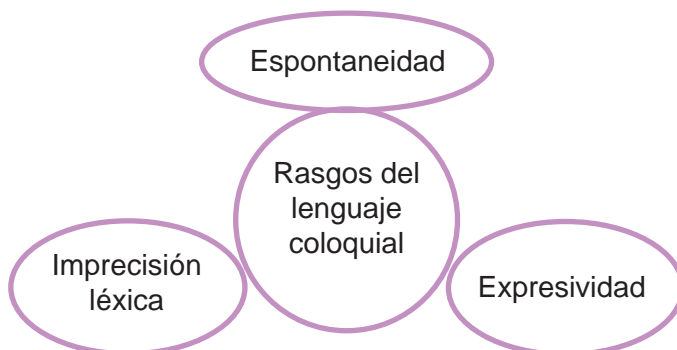 Espontaneidad
Rasgos del
lenguaje
coloquial
Imprecisión
léxica
Expresividad